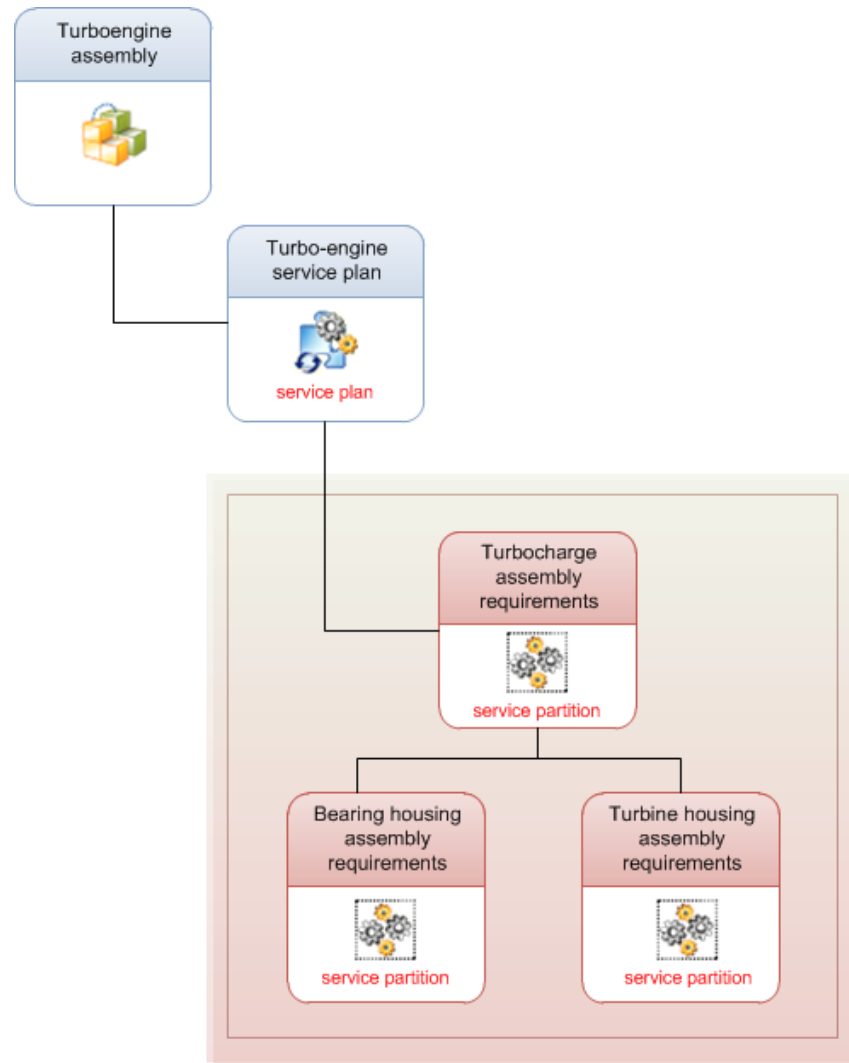 Turboengine
assembly
Turbo-engine
service plan
service plan
Turbocharge
assembly
requirements
service partition
Bearing housing
assembly
requirements
service partition
Turbine housing
assembly
requirements
service partition